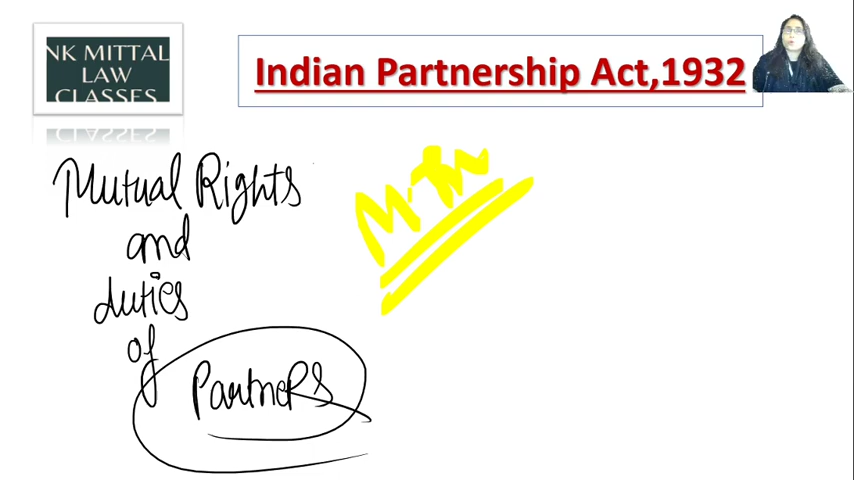 NK MITTAL
LAW
CLASSES
Indian Partnership Act,1932
Mutual Rights
and
duties
of
Partners